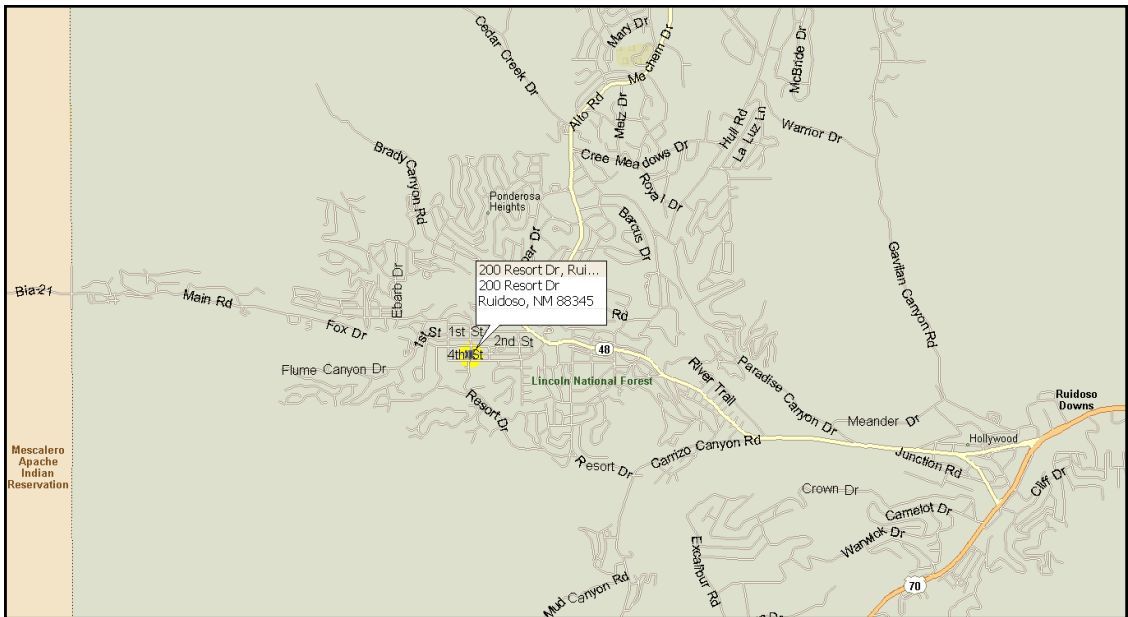 Mary Dr
Cedar Creek Dr
Mechem Dr
McBride Dr
Alto Rd
Metz Dr
Hull Rd
La Luz Ln
Warrior Dr
Cree Meadows Dr
Brady Canyon Rd
Royal Dr
Ponderosa
Heights
Barcus Dr
Gavilan Canyon Rd
200 Resort Dr, Rui...
200 Resort Dr
Ruidoso, NM 88345
Ebarb Dr
Bia-21
Main Rd
Fox Dr
Rd
1st St
1st St
2nd St
4th St
48
Flume Canyon Dr
Lincoln National Forest
River Trail
Paradise Canyon Dr
Ruidoso
Downs
Resort Dr
Meander Dr
Hollywood
Carrizo Canyon Rd
Junction Rd
Mescalero
Apache
Indian
Reservation
Resort Dr
Crown Dr
Cliff Dr
Camelot Dr
Warwick Dr
Excalibur Rd
Mud Canyon Rd
70